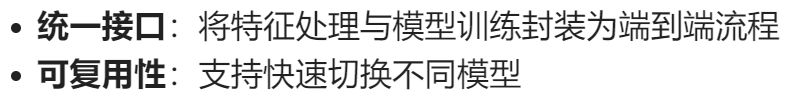 • 统一接口：将特征处理与模型训练封装为端到端流程
• 可复用性：支持快速切换不同模型